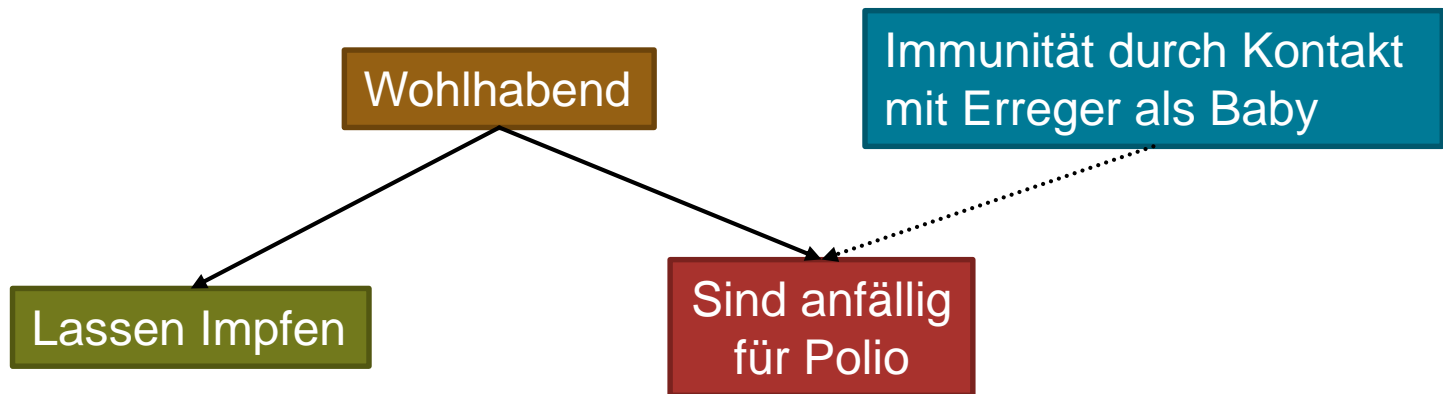 Wohlhabend
Immunität durch Kontakt
mit Erreger als Baby
Lassen Impfen
Sind anfällig
für Polio